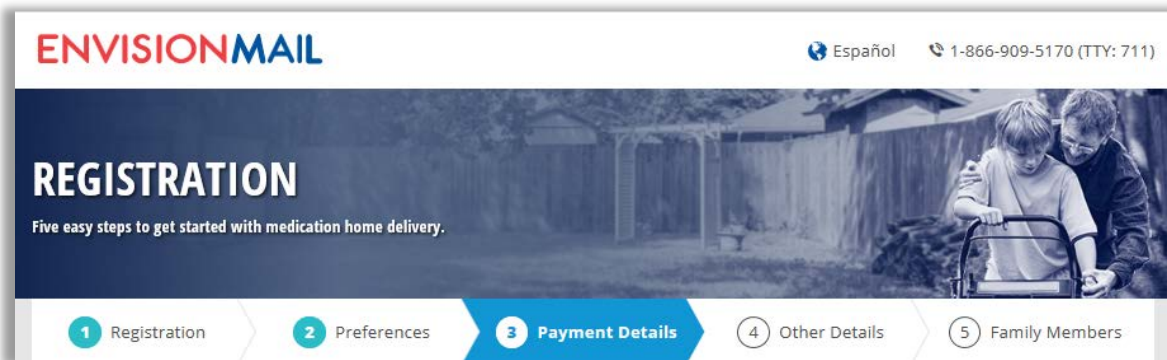 ENVISIONMAIL
Español
1-866-909-5170 (TTY: 711)
REGISTRATION
Five easy steps to get started with medication home delivery.
1 Registration
2 Preferences
3 Payment Details
4 Other Details
5 Family Members